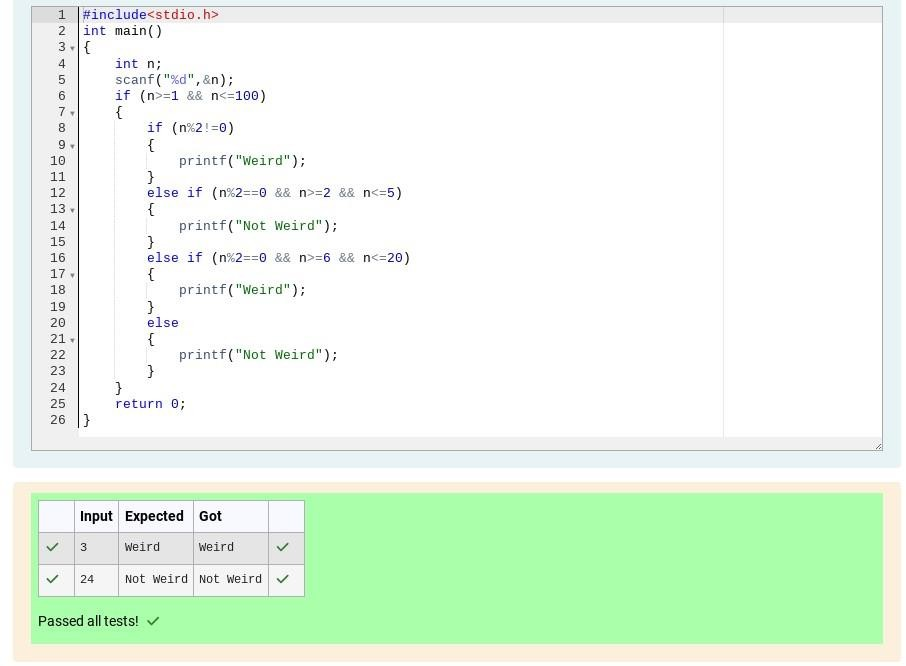 1 #include<stdio.h>
2 int main()
3 {
4     int n;
5     scanf("%d",&n);
6     if (n>=1 && n<=100)
7     {
8         if (n%2!=0)
9         {
10             printf("Weird");
11         }
12         else if (n%2==0 && n>=2 && n<=5)
13         {
14             printf("Not Weird");
15         }
16         else if (n%2==0 && n>=6 && n<=20)
17         {
18             printf("Weird");
19         }
20         else
21         {
22             printf("Not Weird");
23         }
24     }
25     return 0;
26 }
Input Expected Got
3 Weird Weird
24 Not Weird Not Weird
Passed all tests!